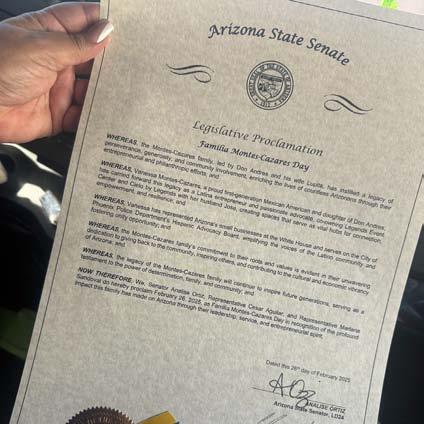 Arizona State Senate
Legislative Proclamation
Familia Montes-Cazares Day
WHEREAS, the Montes-Cazares family, led by Don Andres and his wife Lupita, has instilled a legacy of
perseverance, generosity, and community involvement, enriching the lives of countless Arizonans through their
entrepreneurial and philanthropic efforts; and
WHEREAS, Vanessa Montes-Cazares, a proud first-generation Mexican American and daughter of Don Andres,
has carried forward this legacy as a Latina entrepreneur and passionate advocate, cofounding Legends Event
Center and Cielo by Legends with her husband Jose, creating spaces that serve as vital hubs for connection,
empowerment, and resilience; and
WHEREAS, Vanessa has represented Arizona's small businesses at the White House and serves on the City of
Phoenix Police Department's Hispanic Advisory Board, amplifying the voices of the Latino community and
fostering unity opportunity; and
WHEREAS, the Montes-Cazares family's commitment to their roots and values is evident in their unwavering
dedication to giving back to the community, inspiring others, and contributing to the cultural and economic vibrancy
of Arizona; and
WHEREAS, the legacy of the Montes-Cazares family will continue to inspire future generations, serving as a
testament to the power of determination, family, and community; and
NOW THEREFORE, We, Senator Analise Ortiz, Representative Cesar Aguilar, and Representative Mariana
Sandoval do hereby proclaim February 26, 2025, as Familia Montes-Cazares Day in recognition of the profound
impact this family has made on Arizona through their leadership, service, and entrepreneurial spirit.
Dated this 26th day of February 2025
ANALISE ORTIZ
Arizona State Senator, LD24